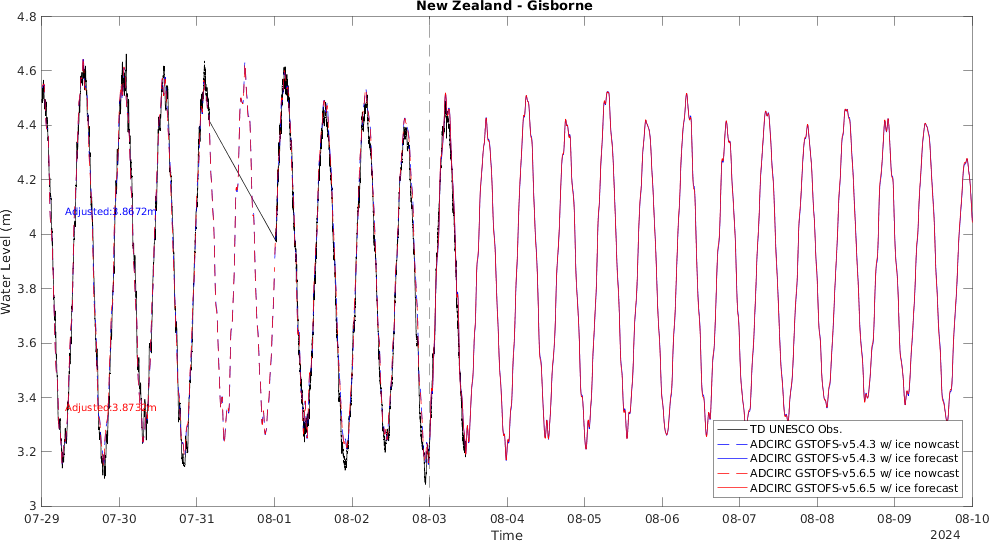 New Zealand - Gisborne
4.8
4.6
4.4
4.2
4
3.8
3.6
3.4
3.2
3
Water Level (m)
Adjusted:3.8672m
Adjusted:3.8732m
TD UNESCO Obs.
ADCIRC GSTOFS-v5.4.3 w/ ice nowcast
ADCIRC GSTOFS-v5.4.3 w/ ice forecast
ADCIRC GSTOFS-v5.6.5 w/ ice nowcast
ADCIRC GSTOFS-v5.6.5 w/ ice forecast
07-29 07-30 07-31 08-01 08-02 08-03 08-04 08-05 08-06 08-07 08-08 08-09 08-10
Time
2024